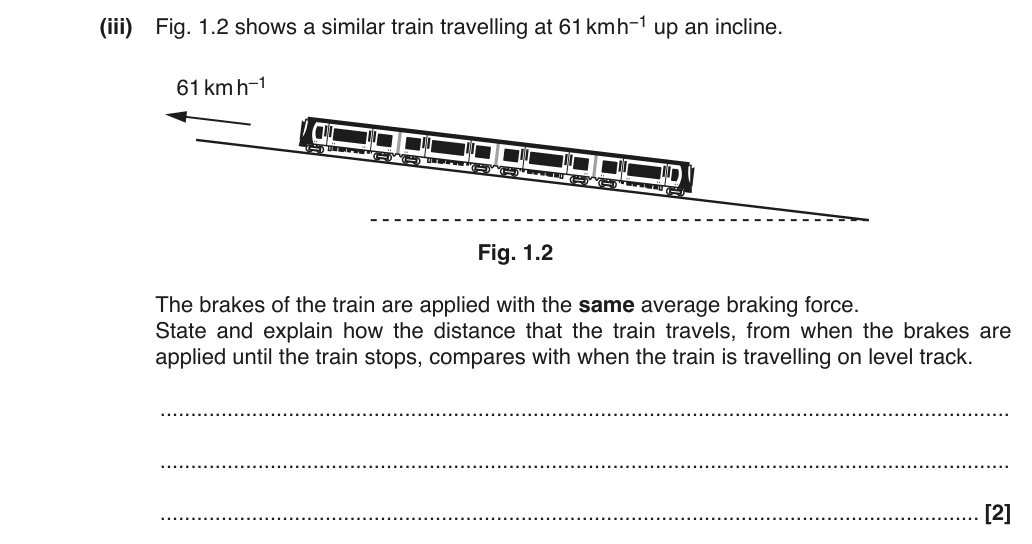 (iii) Fig. 1.2 shows a similar train travelling at 61 km h⁻¹ up an incline.
61 km h⁻¹
Fig. 1.2
The brakes of the train are applied with the same average braking force.
State and explain how the distance that the train travels, from when the brakes are
applied until the train stops, compares with when the train is travelling on level track.
[2]